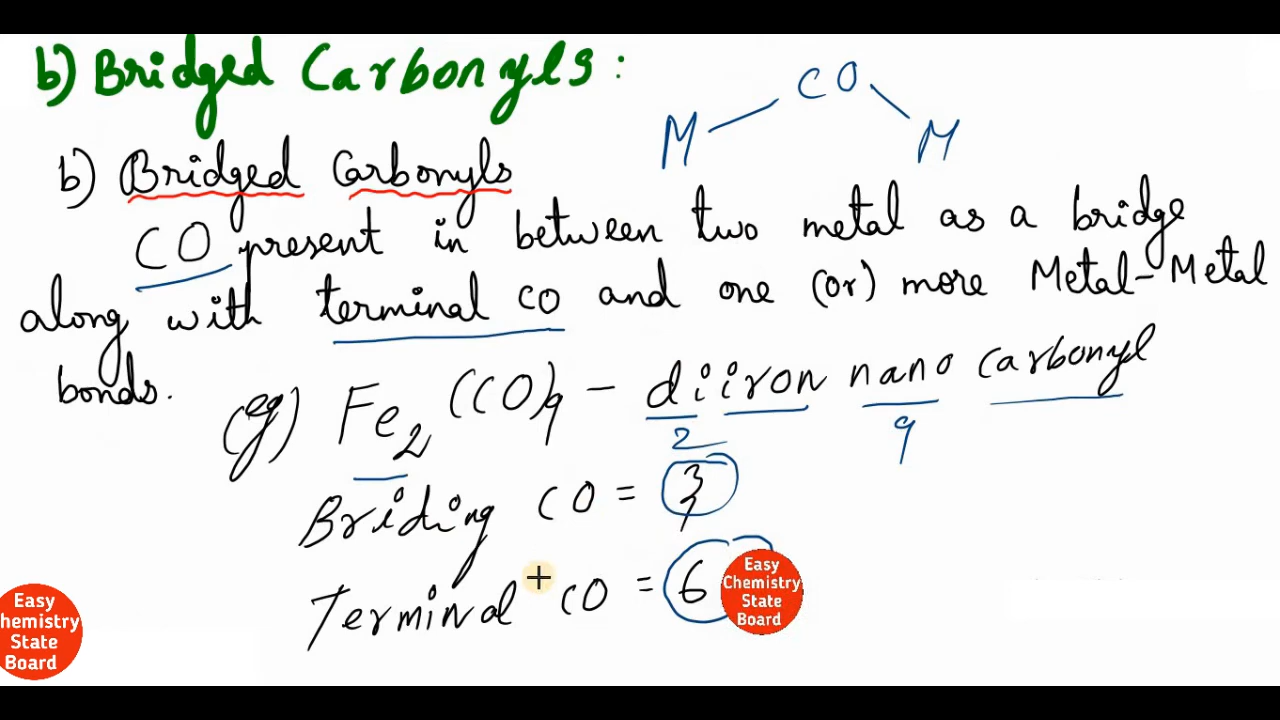 b) Bridged Carbonyls:
CO
M M
b) Bridged Carbonyls
CO present in between two metal as a bridge
along with terminal CO and one (or) more Metal-Metal
bonds.
(eg) Fe2 (CO)9 - diiron nano carbonyl
2 9
Briding CO = 3
Terminal CO = 6
Easy
Chemistry
State
Board
Easy
hemistry
State
Board